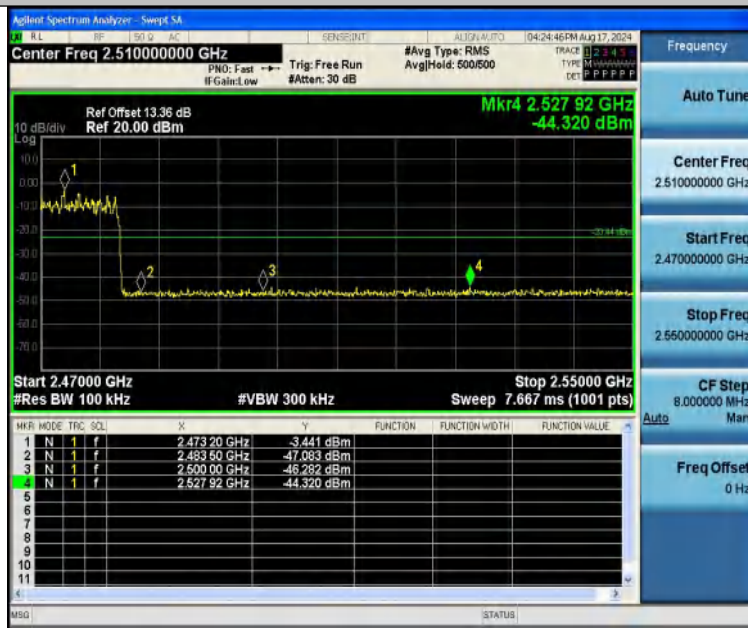 Agilent Spectrum Analyzer - Swept SA
RL RF 50 Ω AC SENSE:INT ALIGN AUTO 04:24:46PM Aug 17, 2024
Center Freq 2.510000000 GHz
PNO: Fast
IFGain:Low
Trig: Free Run
#Atten: 30 dB
#Avg Type: RMS
Avg|Hold: 500/500
TRACE 1 2 3 4 5
TYPE M
DET P P P P P P
Ref Offset 13.36 dB
10 dB/div Ref 20.00 dBm
Log
Mkr4 2.527 92 GHz
-44.320 dBm
10.0
0.00
-10.0
-20.0
-30.0
-40.0
-50.0
-60.0
-70.0
1
2
3
4
Start 2.47000 GHz Stop 2.55000 GHz
#Res BW 100 kHz #VBW 300 kHz Sweep 7.667 ms (1001 pts)
MKR MODE TRC SCL X Y FUNCTION FUNCTION WIDTH FUNCTION VALUE
1 N 1 f 2.473 20 GHz -3.441 dBm
2 N 1 f 2.483 50 GHz -47.083 dBm
3 N 1 f 2.500 00 GHz -46.282 dBm
4 N 1 f 2.527 92 GHz -44.320 dBm
5
6
7
8
9
10
11
MSG STATUS
Frequency
Auto Tune
Center Freq
2.510000000 GHz
Start Freq
2.470000000 GHz
Stop Freq
2.550000000 GHz
CF Step
8.000000 MHz
Auto Man
Freq Offset
0 Hz